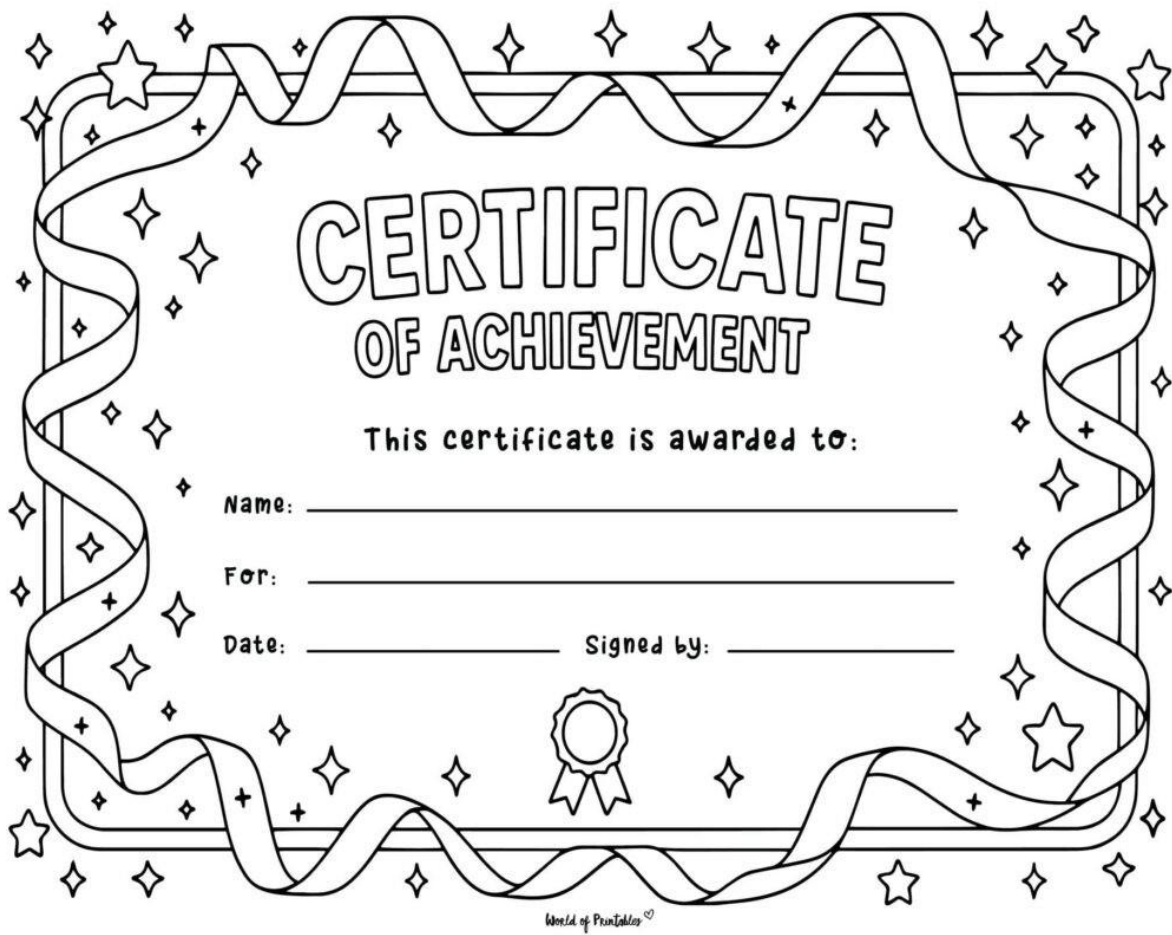 CERTIFICATE
OF ACHIEVEMENT
This certificate is awarded to:
Name:
For:
Date: Signed by:
World of Printables